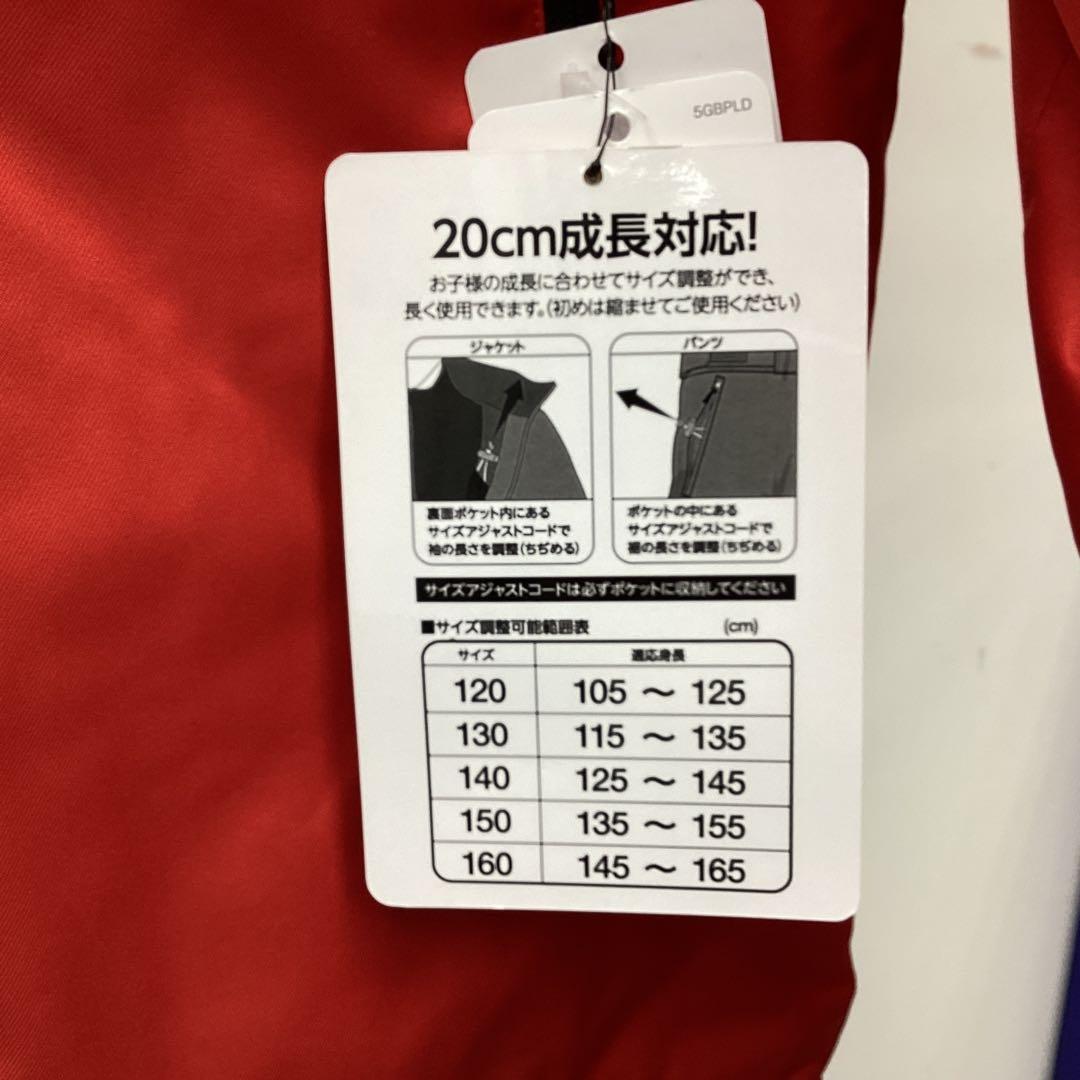 5GBPLD
20cm成長対応!
お子様の成長に合わせてサイズ調整ができ、
長く使用できます。(初めは縮ませてご使用ください)
ジャケット
裏面ポケット内にある
サイズアジャストコードで
袖の長さを調整(ちぢめる)
パンツ
ポケットの中にある
サイズアジャストコードで
裾の長さを調整(ちぢめる)
サイズアジャストコードは必ずポケットに収納してください
■サイズ調整可能範囲表 (cm)
サイズ 適応身長
120 105 〜 125
130 115 〜 135
140 125 〜 145
150 135 〜 155
160 145 〜 165